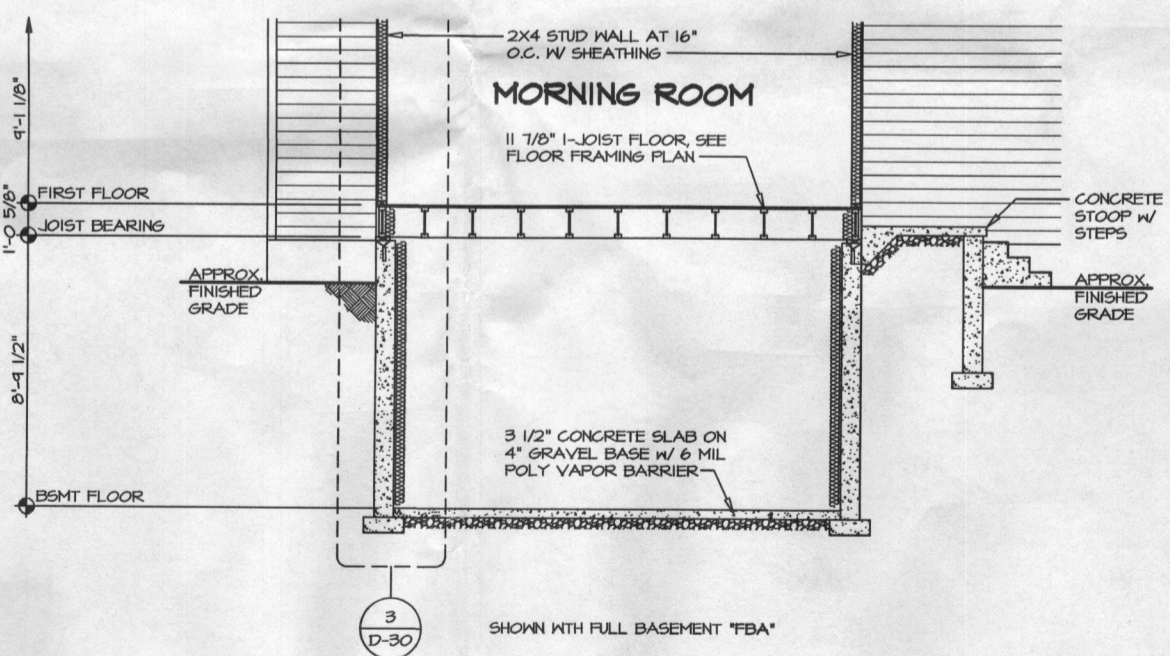 2X4 STUD WALL AT 16"
O.C. W/ SHEATHING
MORNING ROOM
11 7/8" I-JOIST FLOOR, SEE
FLOOR FRAMING PLAN
9'-1 1/8"
FIRST FLOOR
1'-0 5/8"
JOIST BEARING
CONCRETE
STOOP W/
STEPS
APPROX.
FINISHED
GRADE
APPROX.
FINISHED
GRADE
8'-9 1/2"
3 1/2" CONCRETE SLAB ON
4" GRAVEL BASE W/ 6 MIL
POLY VAPOR BARRIER
BSMT FLOOR
3
D-30
SHOWN WTH FULL BASEMENT "FBA"